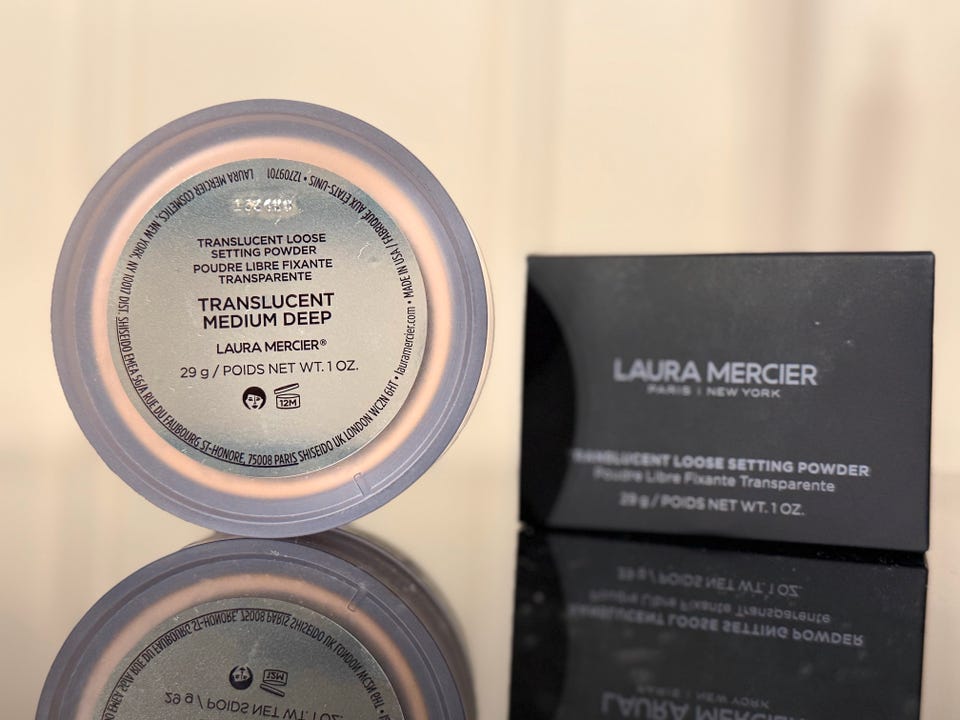 TRANSLUCENT LOOSE
SETTING POWDER
POUDRE LIBRE FIXANTE
TRANSPARENTE
TRANSLUCENT
MEDIUM DEEP
LAURA MERCIER®
29 g / POIDS NET WT. 1 OZ.
12M
LAURA MERCIER COSMETICS, NEW YORK, NY 10017 DIST. SHISEIDO EMEA 56/A RUE DU FAUBOURG ST-HONORE, 75008 PARIS SHISEIDO UK LONDON WC2N 6HT • lauramercier.com • MADE IN USA / FABRIQUÉ AUX ÉTATS-UNIS • 12709701
LAURA MERCIER
PARIS | NEW YORK
TRANSLUCENT LOOSE SETTING POWDER
Poudre Libre Fixante Transparente
29 g / POIDS NET WT. 1 OZ.